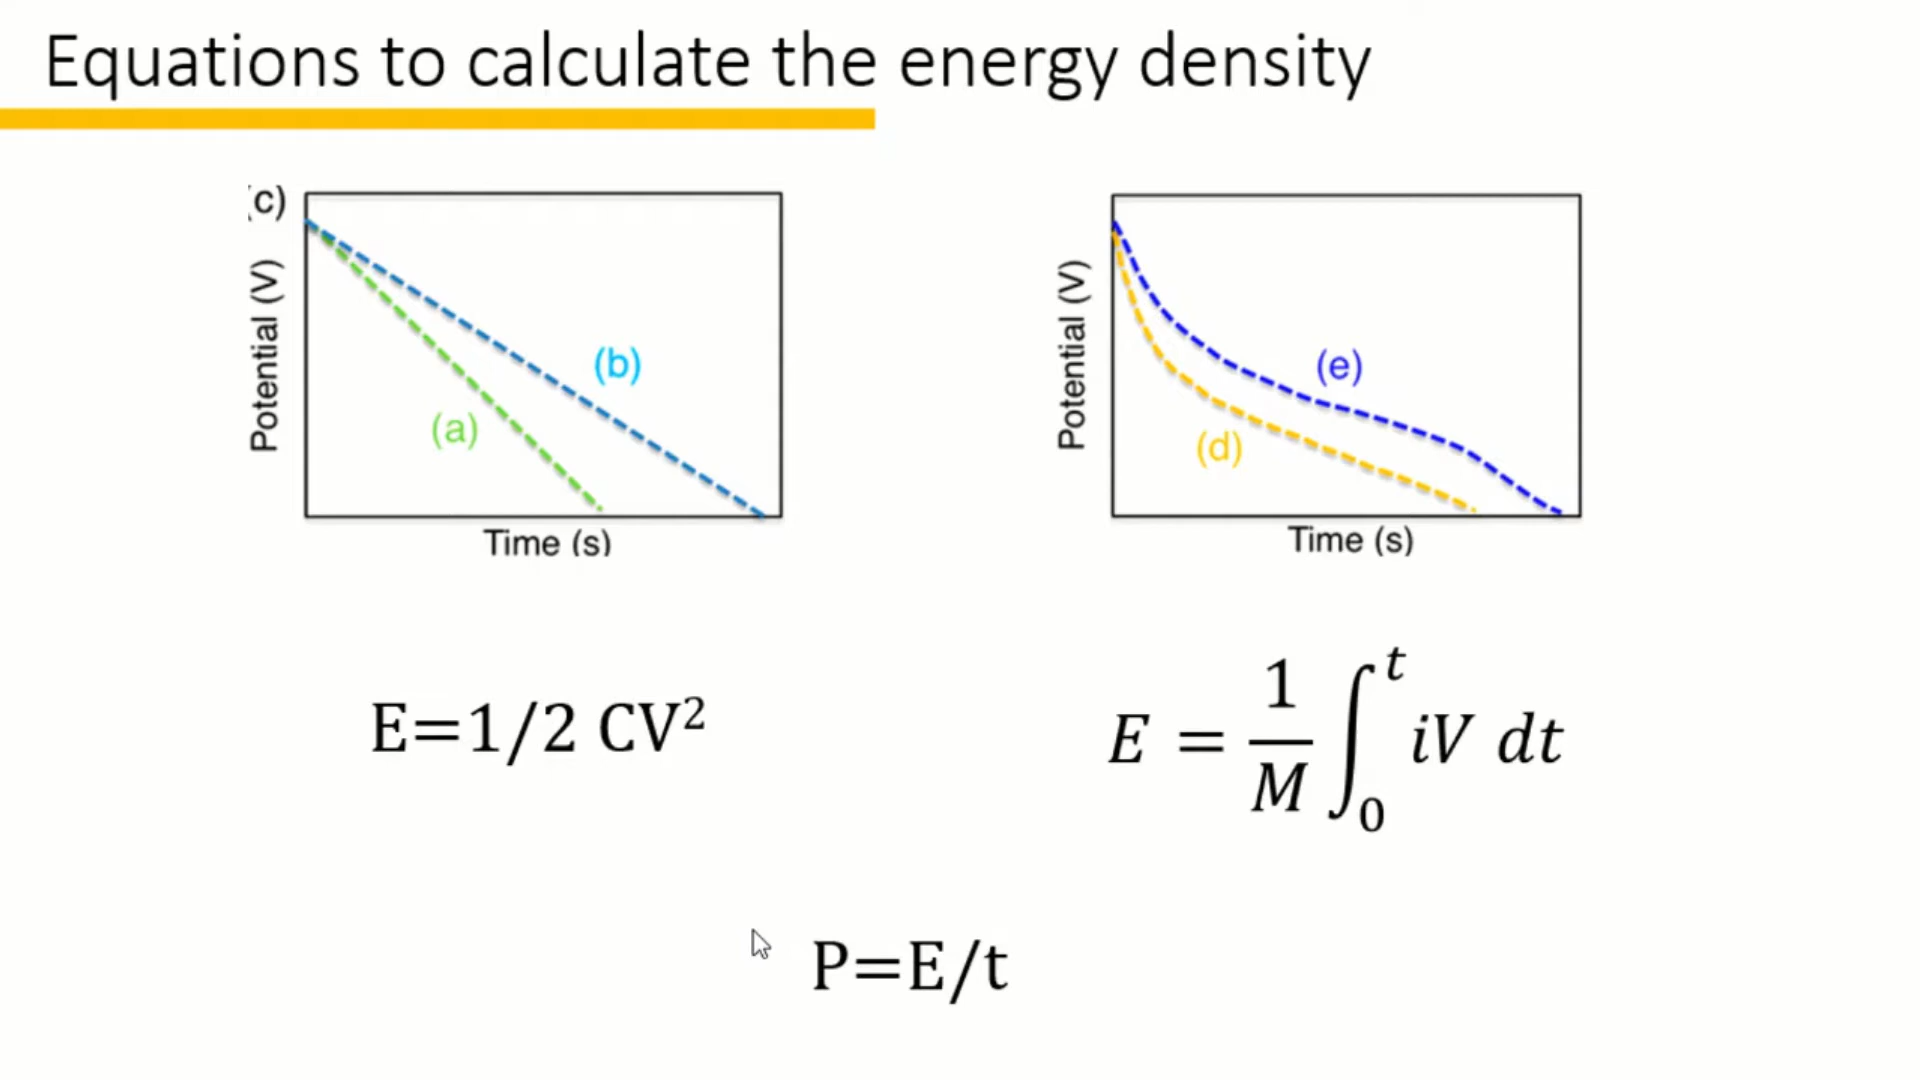 Equations to calculate the energy density
(c)
Potential (V)
(b)
(a)
Time (s)
Potential (V)
(e)
(d)
Time (s)
E=1/2 CV²
E = 1/M ∫₀ᵗ iV dt
P=E/t